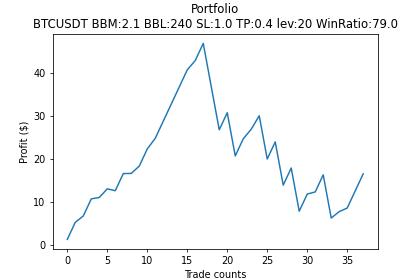 Portfolio
BTCUSDT BBM:2.1 BBL:240 SL:1.0 TP:0.4 lev:20 WinRatio:79.0
Profit ($)
40
30
20
10
0
0 5 10 15 20 25 30 35
Trade counts